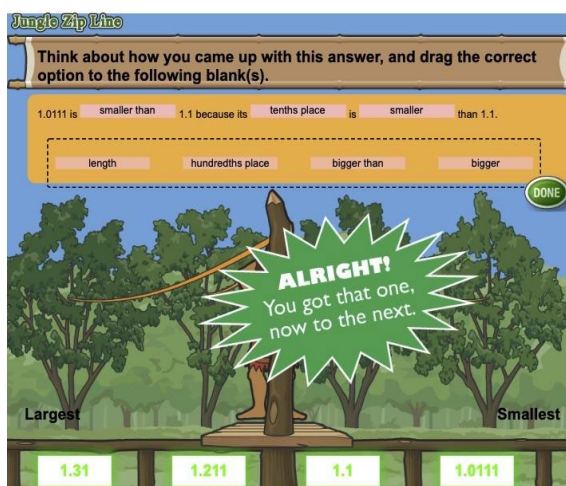 Jungle Zip Line
Think about how you came up with this answer, and drag the correct
option to the following blank(s).
1.0111 is smaller than 1.1 because its tenths place is smaller than 1.1.
length hundredths place bigger than bigger
DONE
ALRIGHT!
You got that one,
now to the next.
Largest Smallest
1.31 1.211 1.1 1.0111